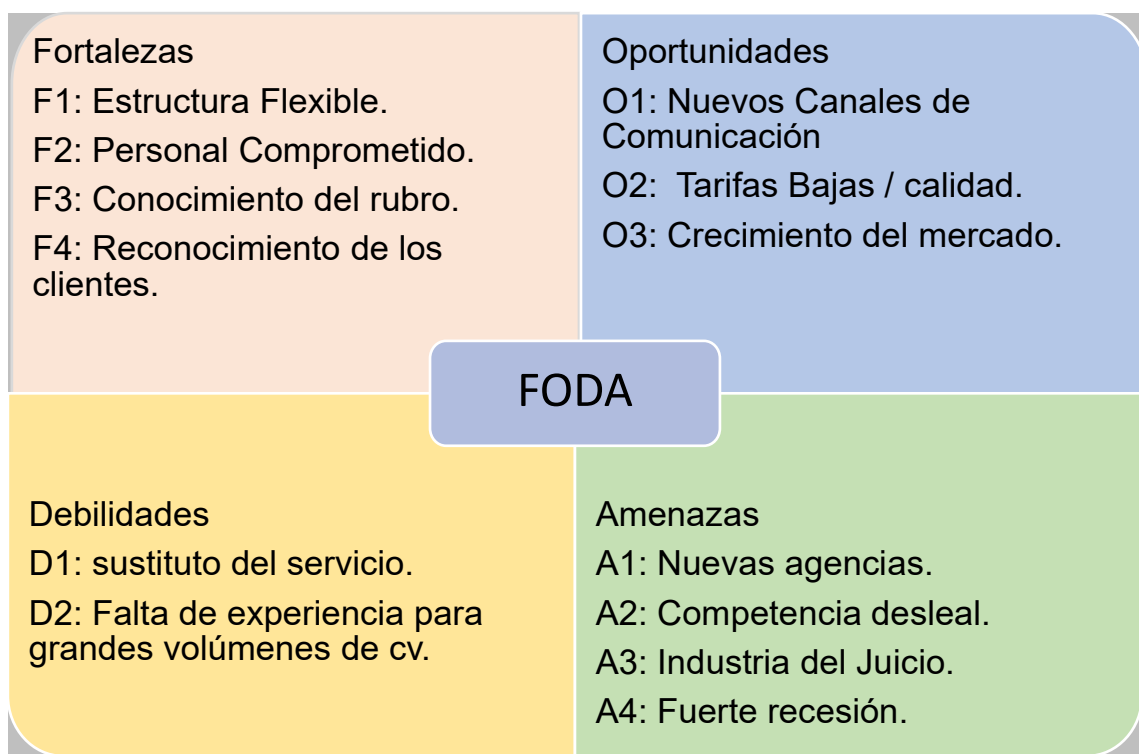 Fortalezas
F1: Estructura Flexible.
F2: Personal Comprometido.
F3: Conocimiento del rubro.
F4: Reconocimiento de los
clientes.
Oportunidades
O1: Nuevos Canales de
Comunicación
O2:  Tarifas Bajas / calidad.
O3: Crecimiento del mercado.
FODA
Debilidades
D1: sustituto del servicio.
D2: Falta de experiencia para
grandes volúmenes de cv.
Amenazas
A1: Nuevas agencias.
A2: Competencia desleal.
A3: Industria del Juicio.
A4: Fuerte recesión.